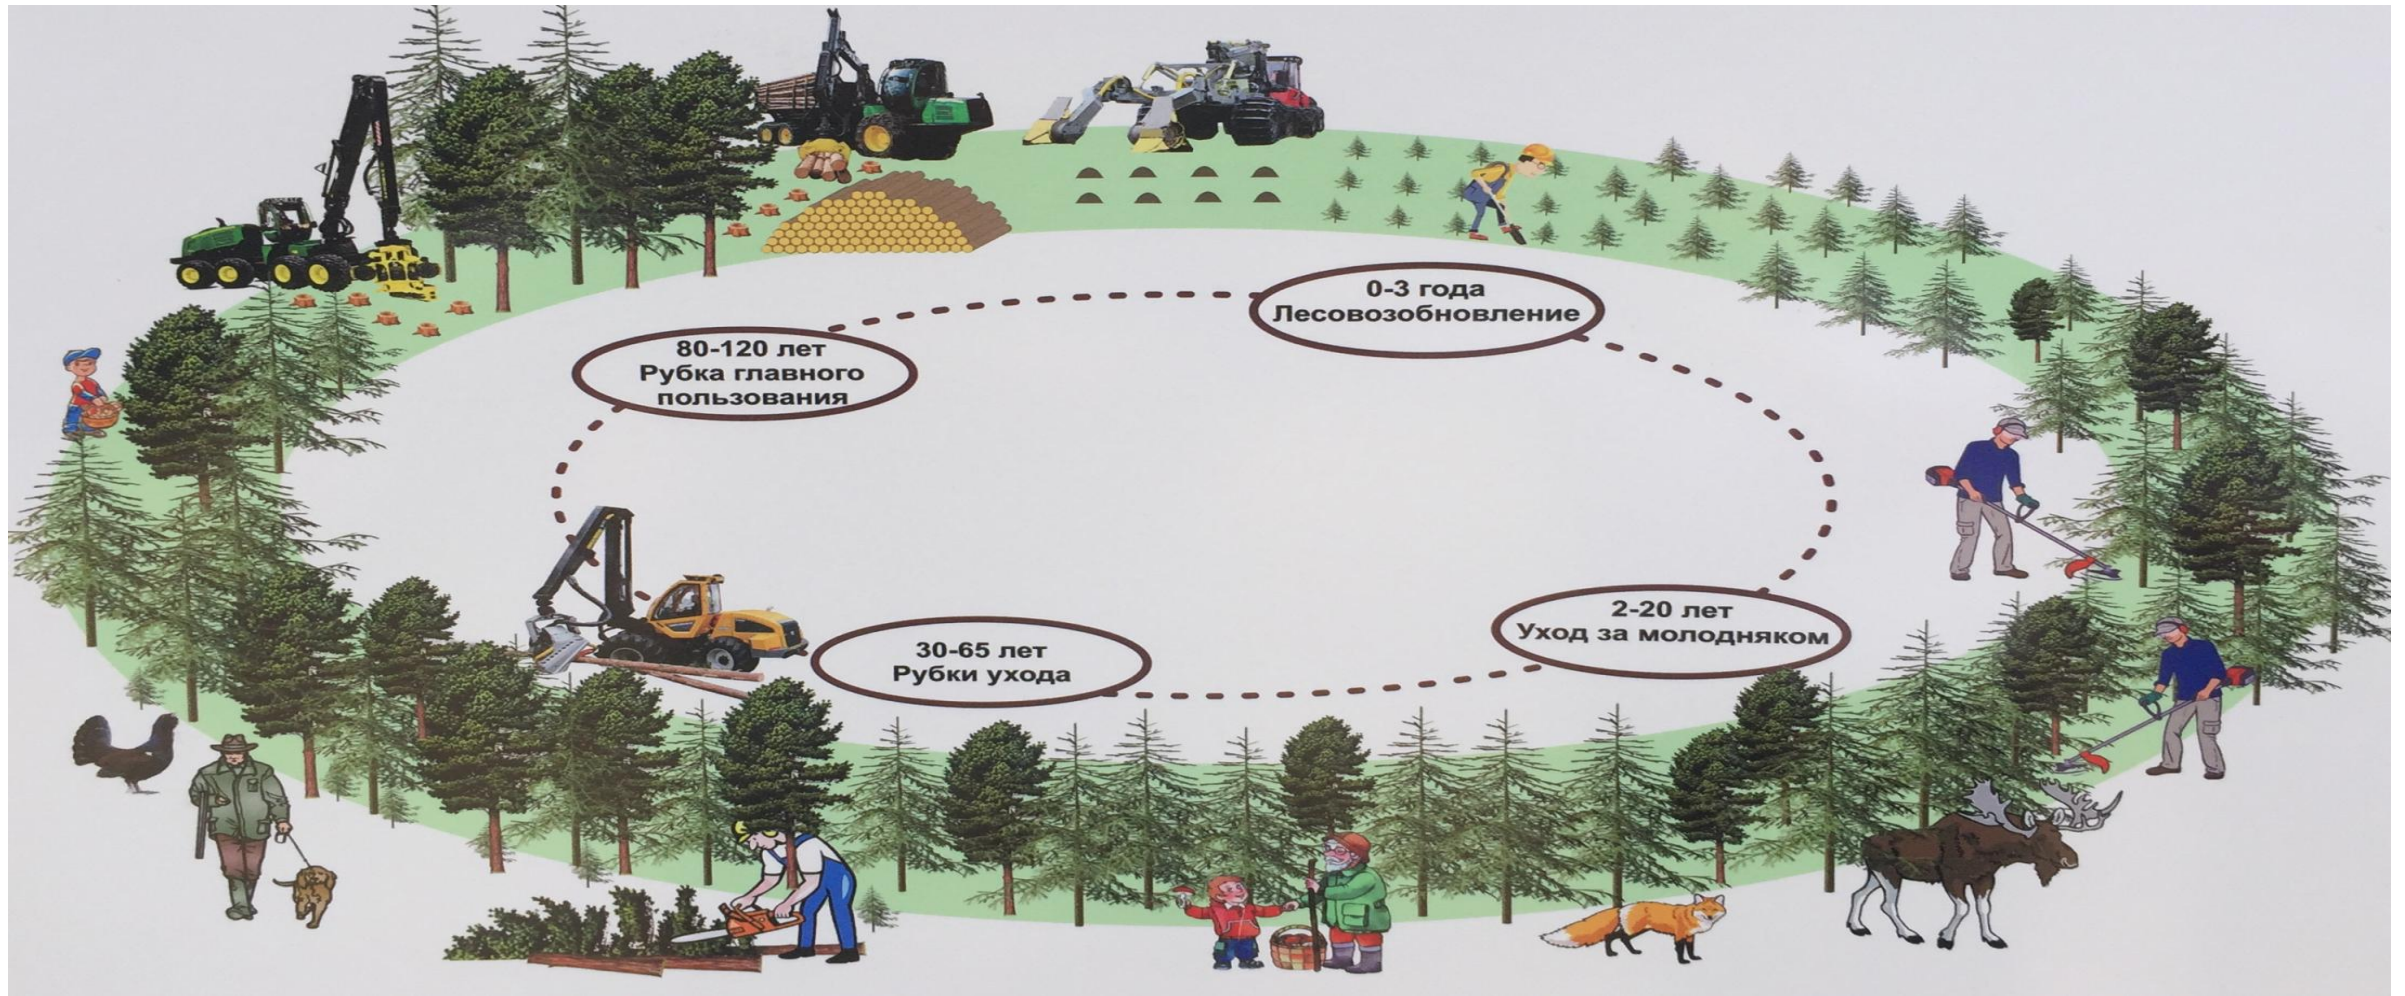 0-3 года
Лесовозобновление
80-120 лет
Рубка главного
пользования
2-20 лет
Уход за молодняком
30-65 лет
Рубки ухода